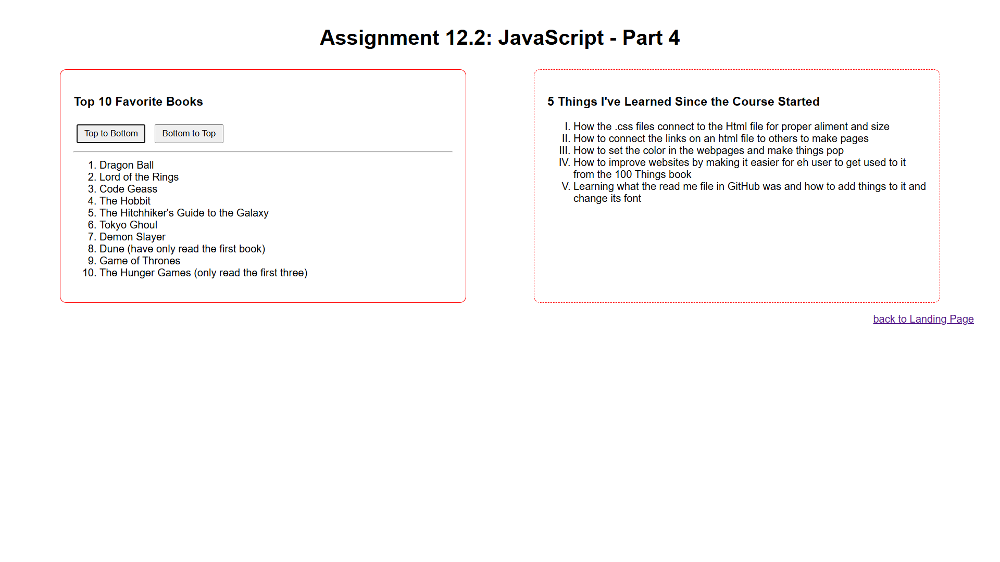 Assignment 12.2: JavaScript - Part 4
Top 10 Favorite Books
Top to Bottom
Bottom to Top
1. Dragon Ball
2. Lord of the Rings
3. Code Geass
4. The Hobbit
5. The Hitchhiker's Guide to the Galaxy
6. Tokyo Ghoul
7. Demon Slayer
8. Dune (have only read the first book)
9. Game of Thrones
10. The Hunger Games (only read the first three)
5 Things I've Learned Since the Course Started
I. How the .css files connect to the Html file for proper aliment and size
II. How to connect the links on an html file to others to make pages
III. How to set the color in the webpages and make things pop
IV. How to improve websites by making it easier for eh user to get used to it
from the 100 Things book
V. Learning what the read me file in GitHub was and how to add things to it and
change its font
back to Landing Page